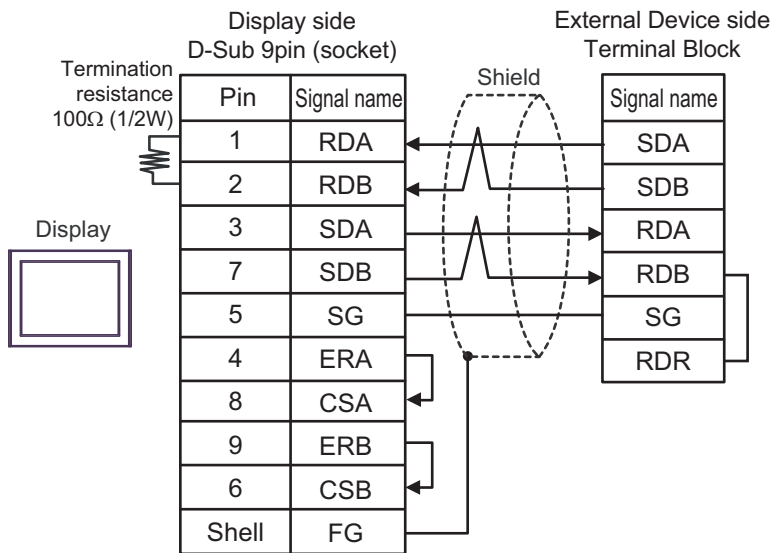 Display side
D-Sub 9pin (socket)
External Device side
Terminal Block
Termination
resistance
100Ω (1/2W)
Shield
Pin Signal name
Signal name
1 RDA
SDA
2 RDB
SDB
3 SDA
RDA
Display
7 SDB
RDB
5 SG
SG
4 ERA
RDR
8 CSA
9 ERB
6 CSB
Shell FG